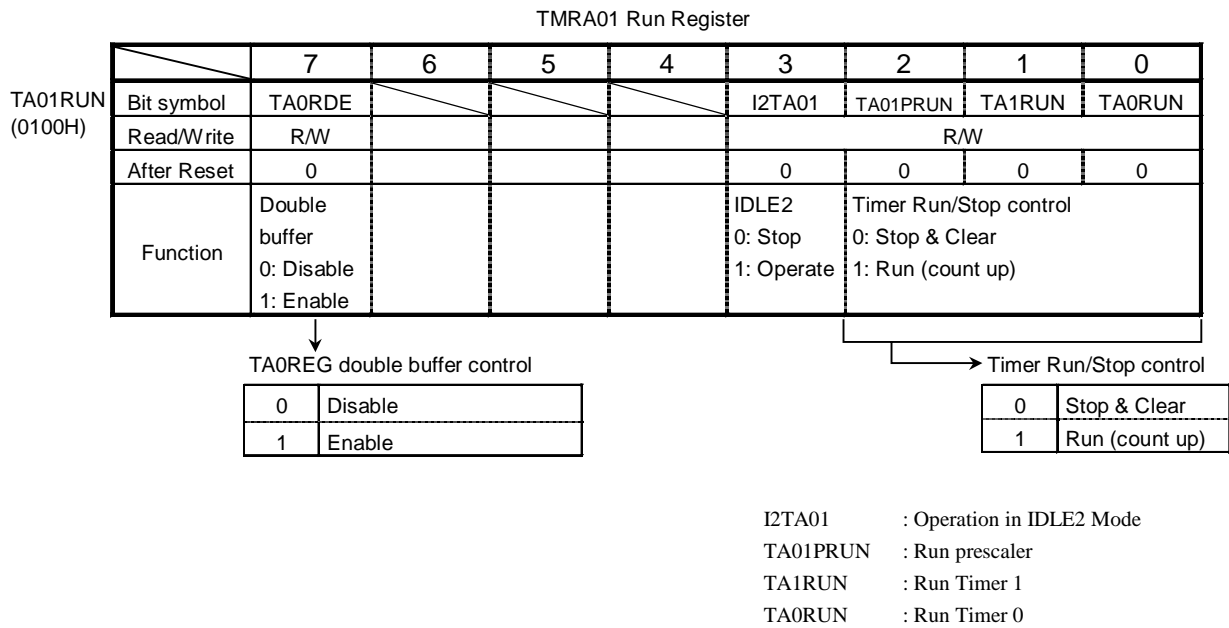 TMRA01 Run Register
7 6 5 4 3 2 1 0
TA01RUN
(0100H)
Bit symbol TA0RDE I2TA01 TA01PRUN TA1RUN TA0RUN
Read/Write R/W R/W
After Reset 0 0 0 0 0
Function
Double
buffer
0: Disable
1: Enable
IDLE2
0: Stop
1: Operate
Timer Run/Stop control
0: Stop & Clear
1: Run (count up)
TA0REG double buffer control
0 Disable
1 Enable
Timer Run/Stop control
0 Stop & Clear
1 Run (count up)
I2TA01 : Operation in IDLE2 Mode
TA01PRUN : Run prescaler
TA1RUN : Run Timer 1
TA0RUN : Run Timer 0